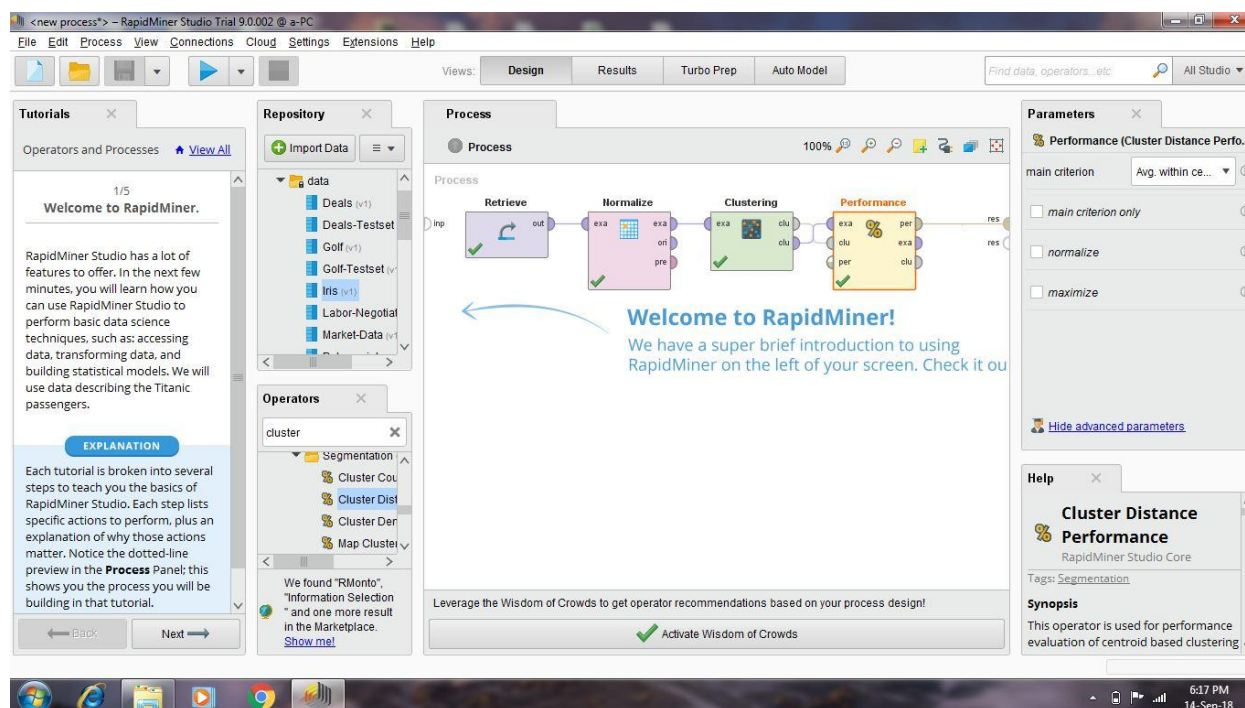 <new process*> – RapidMiner Studio Trial 9.0.002 @ a-PC
File Edit Process View Connections Cloud Settings Extensions Help
Views: Design Results Turbo Prep Auto Model
Find data, operators...etc
All Studio
Tutorials
Operators and Processes View All
1/5
Welcome to RapidMiner.
RapidMiner Studio has a lot of
features to offer. In the next few
minutes, you will learn how you
can use RapidMiner Studio to
perform basic data science
techniques, such as: accessing
data, transforming data, and
building statistical models. We will
use data describing the Titanic
passengers.
EXPLANATION
Each tutorial is broken into several
steps to teach you the basics of
RapidMiner Studio. Each step lists
specific actions to perform, plus an
explanation of why those actions
matter. Notice the dotted-line
preview in the Process Panel; this
shows you the process you will be
building in that tutorial.
Back Next
Repository
Import Data
data
Deals (v1)
Deals-Testset
Golf (v1)
Golf-Testset (v
Iris (v1)
Labor-Negotiat
Market-Data (v1
Operators
cluster
Segmentation
Cluster Cou
Cluster Dist
Cluster Der
Map Cluster
We found "RMonto",
"Information Selection
" and one more result
in the Marketplace.
Show me!
Process
Process 100%
Process
Retrieve Normalize Clustering Performance
inp out exa exa exa clu exa per res
ori clu clu exa res
pre per clu
Welcome to RapidMiner!
We have a super brief introduction to using
RapidMiner on the left of your screen. Check it ou
Leverage the Wisdom of Crowds to get operator recommendations based on your process design!
Activate Wisdom of Crowds
Parameters
Performance (Cluster Distance Perfo...
main criterion Avg. within ce...
main criterion only
normalize
maximize
Hide advanced parameters
Help
Cluster Distance
Performance
RapidMiner Studio Core
Tags: Segmentation
Synopsis
This operator is used for performance
evaluation of centroid based clustering
6:17 PM
14-Sep-18